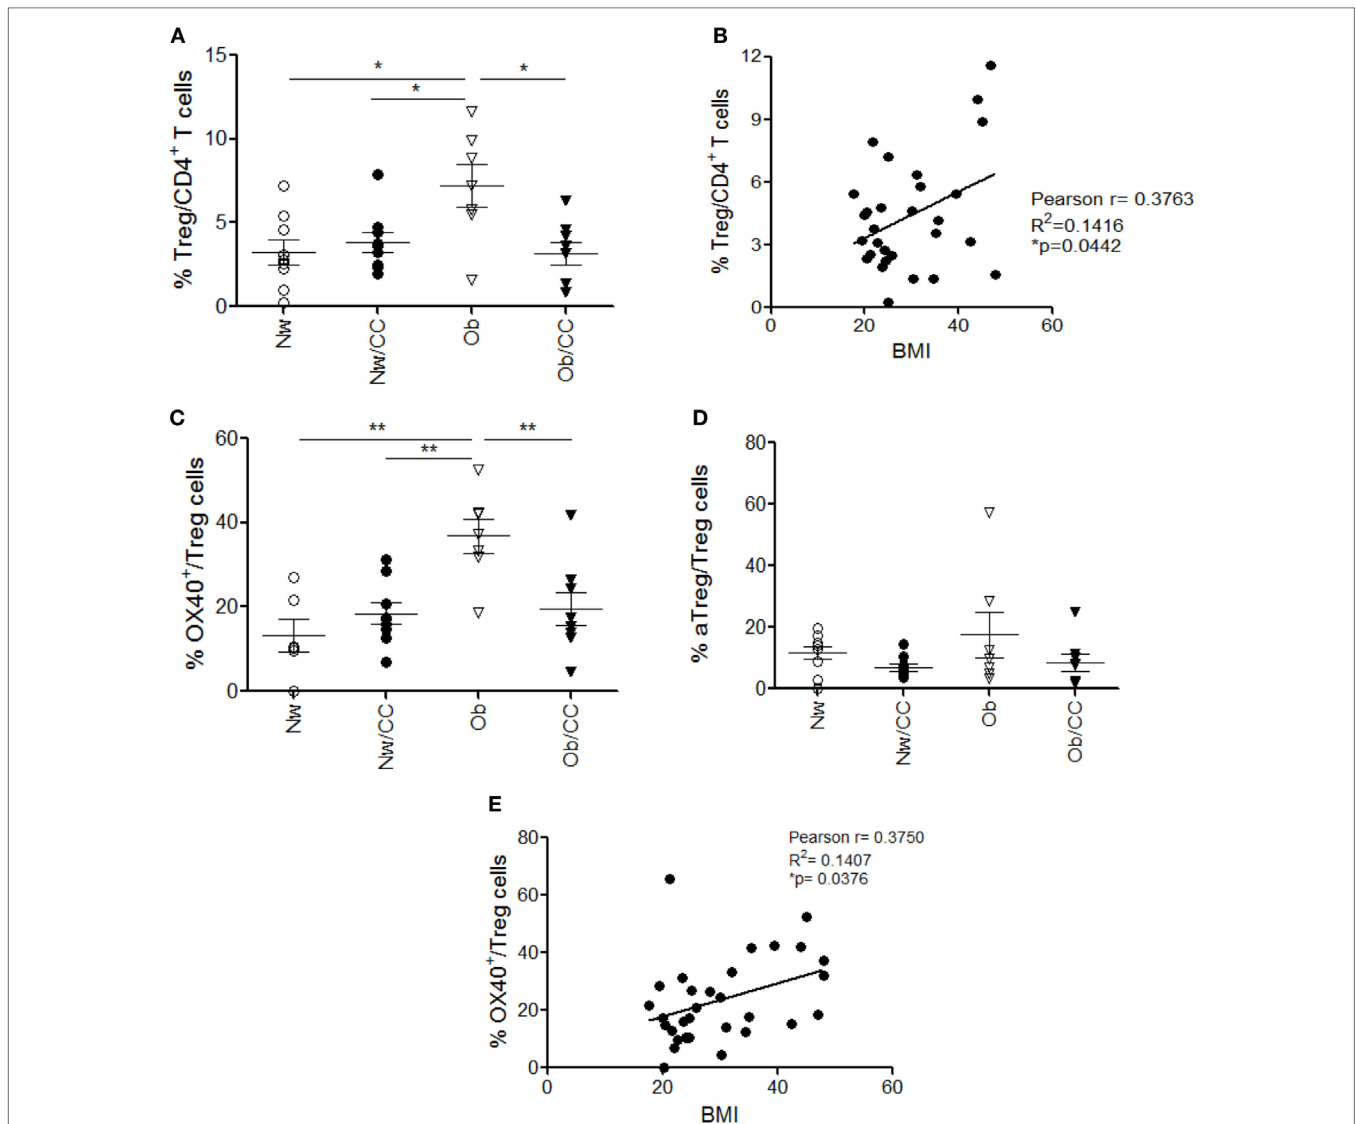 A
% Treg/CD4+ T cells
15
10
5
0
*
*
*
Nw
Nw/CC
Ob
Ob/CC
B
% Treg/CD4+ T cells
12
9
6
3
0
0
20
40
60
BMI
Pearson r= 0.3763
R2=0.1416
*p=0.0442
C
% OX40+/Treg cells
60
40
20
0
**
**
**
Nw
Nw/CC
Ob
Ob/CC
D
% aTreg/Treg cells
80
60
40
20
0
Nw
Nw/CC
Ob
Ob/CC
E
% OX40+/Treg cells
80
60
40
20
0
0
20
40
60
BMI
Pearson r= 0.3750
R2= 0.1407
*p= 0.0376